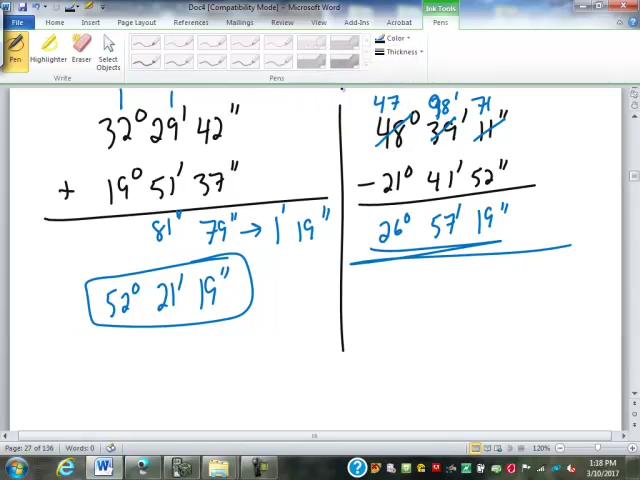 Doc4 [Compatibility Mode] - Word
Ink Tools
File Home Insert Page Layout References Mailings Review View Add-Ins Acrobat Pens
Pen Highlighter Eraser Select Objects
Color
Thickness
Write Pens
1 1 47 98' 71
32° 29' 42" 48° 39' 11"
+ 19° 51' 37" - 21° 41' 52"
81' 79" → 1' 19" 26° 57' 19"
52° 21' 19"
Page: 27 of 136 Words: 0 120%
1:18 PM
3/10/2017